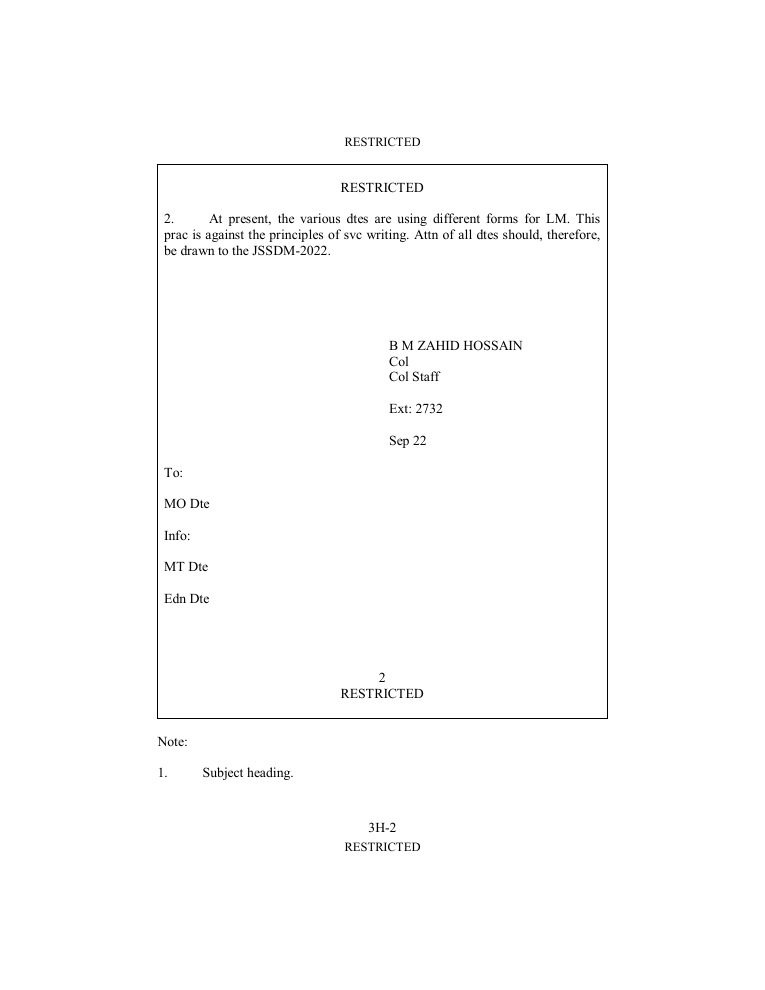 RESTRICTED
RESTRICTED
2. At present, the various dtes are using different forms for LM. This
prac is against the principles of svc writing. Attn of all dtes should, therefore,
be drawn to the JSSDM-2022.
B M ZAHID HOSSAIN
Col
Col Staff
Ext: 2732
Sep 22
To:
MO Dte
Info:
MT Dte
Edn Dte
2
RESTRICTED
Note:
1. Subject heading.
3H-2
RESTRICTED